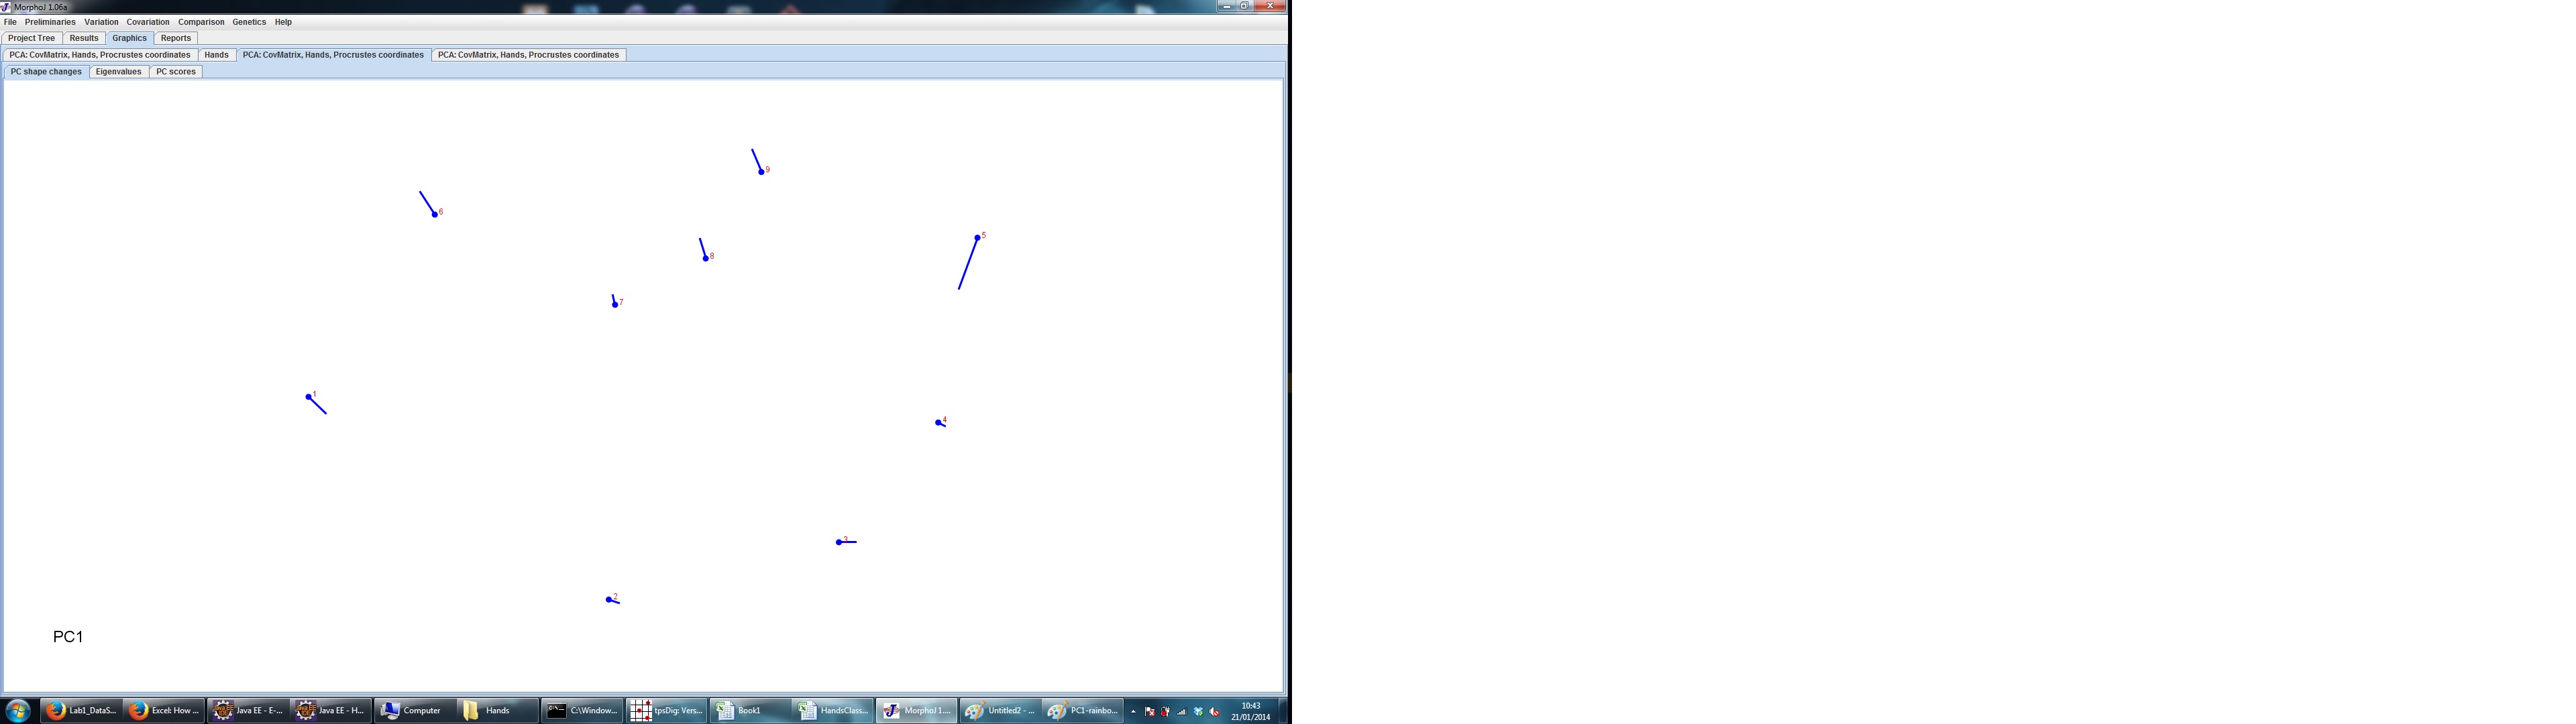 MorphoJ 1.06a
File Preliminaries Variation Covariation Comparison Genetics Help
Project Tree Results Graphics Reports
PCA: CovMatrix, Hands, Procrustes coordinates Hands PCA: CovMatrix, Hands, Procrustes coordinates PCA: CovMatrix, Hands, Procrustes coordinates
PC shape changes Eigenvalues PC scores
9
6
5
8
7
1
4
3
2
PC1
Lab1_DataS... Excel: How ... Java EE - E-... Java EE - H... Computer Hands C:\Window... tpsDig: Vers... Book1 HandsClass... MorphoJ 1.... Untitled2 - ... PC1-rainbo... 10:43
21/01/2014